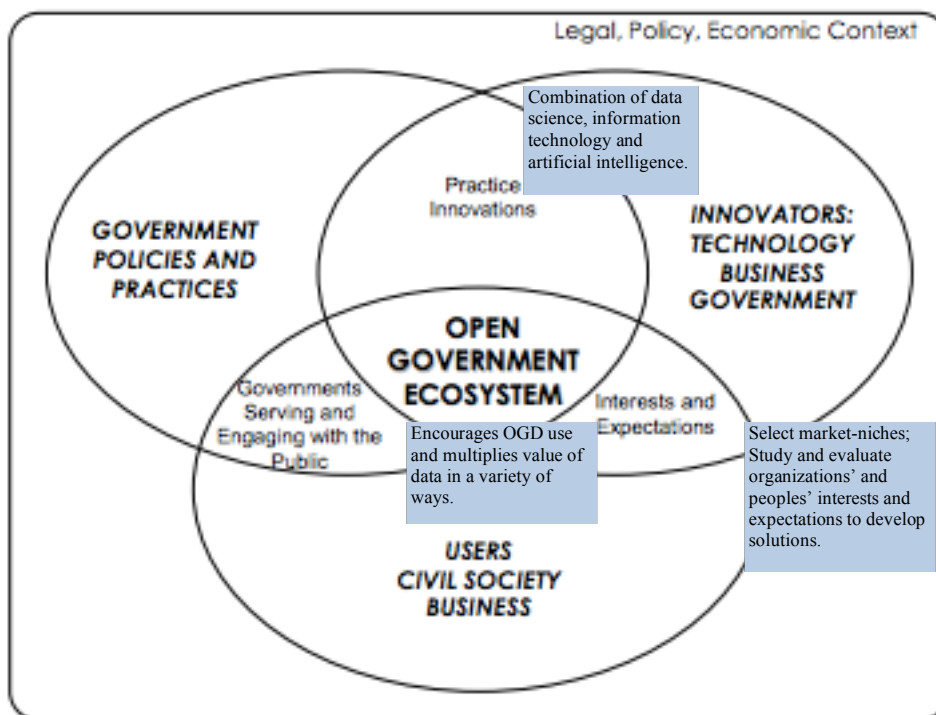 Legal, Policy, Economic Context
Combination of data
science, information
technology and
artificial intelligence.
Practice
Innovations
GOVERNMENT
POLICIES AND
PRACTICES
INNOVATORS:
TECHNOLOGY
BUSINESS
GOVERNMENT
OPEN
GOVERNMENT
ECOSYSTEM
Governments
Serving and
Engaging with the
Public
Interests and
Expectations
Encourages OGD use
and multiplies value of
data in a variety of
ways.
Select market-niches;
Study and evaluate
organizations’ and
peoples’ interests and
expectations to develop
solutions.
USERS
CIVIL SOCIETY
BUSINESS